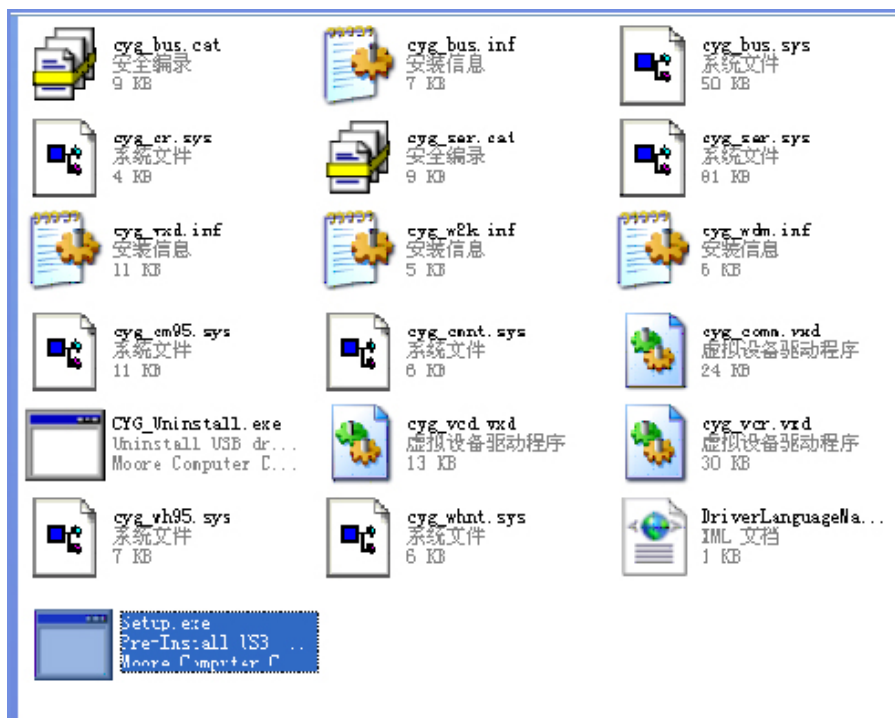 cyg_bus.cat
安全编录
9 KB
cyg_bus.inf
安装信息
7 KB
cyg_bus.sys
系统文件
50 KB
cyg_cr.sys
系统文件
4 KB
cyg_ser.cat
安全编录
9 KB
cyg_ser.sys
系统文件
81 KB
cyg_vxd.inf
安装信息
11 KB
cyg_w2k.inf
安装信息
5 KB
cyg_wdm.inf
安装信息
6 KB
cyg_cm95.sys
系统文件
11 KB
cyg_cmnt.sys
系统文件
6 KB
cyg_comm.vxd
虚拟设备驱动程序
24 KB
CYG_Uninstall.exe
Uninstall USB dr...
Moore Computer C...
cyg_vcd.vxd
虚拟设备驱动程序
13 KB
cyg_vcr.vxd
虚拟设备驱动程序
30 KB
cyg_wh95.sys
系统文件
7 KB
cyg_whnt.sys
系统文件
6 KB
DriverLanguageNa...
XML 文档
1 KB
Setup.exe
Pre-Install USB ...
Moore Computer C...